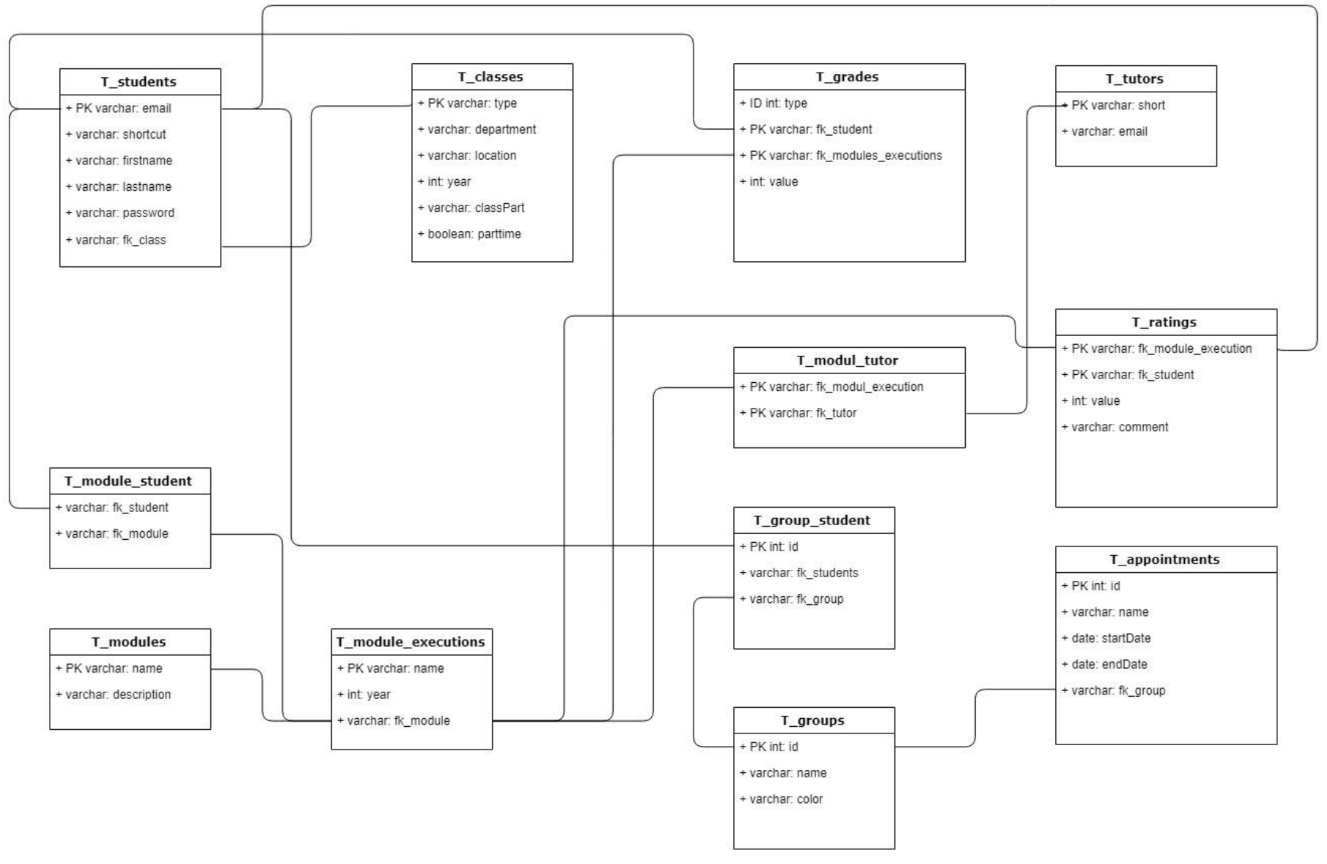 T_students
+ PK varchar: email
+ varchar: shortcut
+ varchar: firstname
+ varchar: lastname
+ varchar: password
+ varchar: fk_class
T_classes
+ PK varchar: type
+ varchar: department
+ varchar: location
+ int: year
+ varchar: classPart
+ boolean: parttime
T_grades
+ ID int: type
+ PK varchar: fk_student
+ PK varchar: fk_modules_executions
+ int: value
T_tutors
+ PK varchar: short
+ varchar: email
T_ratings
+ PK varchar: fk_module_execution
+ PK varchar: fk_student
+ int: value
+ varchar: comment
T_modul_tutor
+ PK varchar: fk_modul_execution
+ PK varchar: fk_tutor
T_module_student
+ varchar: fk_student
+ varchar: fk_module
T_group_student
+ PK int: id
+ varchar: fk_students
+ varchar: fk_group
T_appointments
+ PK int: id
+ varchar: name
+ date: startDate
+ date: endDate
+ varchar: fk_group
T_modules
+ PK varchar: name
+ varchar: description
T_module_executions
+ PK varchar: name
+ int: year
+ varchar: fk_module
T_groups
+ PK int: id
+ varchar: name
+ varchar: color